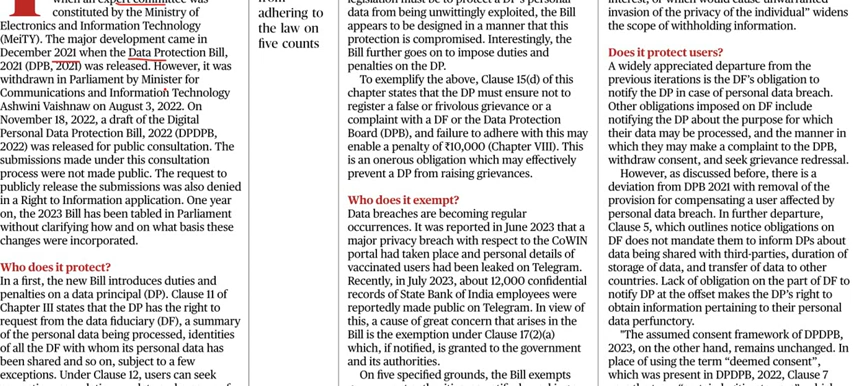 when an expert committee was
constituted by the Ministry of
Electronics and Information Technology
(MeiTY). The major development came in
December 2021 when the Data Protection Bill,
2021 (DPB, 2021) was released. However, it was
withdrawn in Parliament by Minister for
Communications and Information Technology
Ashwini Vaishnaw on August 3, 2022. On
November 18, 2022, a draft of the Digital
Personal Data Protection Bill, 2022 (DPDPB,
2022) was released for public consultation. The
submissions made under this consultation
process were not made public. The request to
publicly release the submissions was also denied
in a Right to Information application. One year
on, the 2023 Bill has been tabled in Parliament
without clarifying how and on what basis these
changes were incorporated.
Who does it protect?
In a first, the new Bill introduces duties and
penalties on a data principal (DP). Clause 11 of
Chapter III states that the DP has the right to
request from the data fiduciary (DF), a summary
of the personal data being processed, identities
of all the DF with whom its personal data has
been shared and so on, subject to a few
exceptions. Under Clause 12, users can seek
from
adhering to
the law on
five counts
legislation must be to protect a DP's personal
data from being unwittingly exploited, the Bill
appears to be designed in a manner that this
protection is compromised. Interestingly, the
Bill further goes on to impose duties and
penalties on the DP.
To exemplify the above, Clause 15(d) of this
chapter states that the DP must ensure not to
register a false or frivolous grievance or a
complaint with a DF or the Data Protection
Board (DPB), and failure to adhere with this may
enable a penalty of ₹10,000 (Chapter VIII). This
is an onerous obligation which may effectively
prevent a DP from raising grievances.
Who does it exempt?
Data breaches are becoming regular
occurrences. It was reported in June 2023 that a
major privacy breach with respect to the CoWIN
portal had taken place and personal details of
vaccinated users had been leaked on Telegram.
Recently, in July 2023, about 12,000 confidential
records of State Bank of India employees were
reportedly made public on Telegram. In view of
this, a cause of great concern that arises in the
Bill is the exemption under Clause 17(2)(a)
which, if notified, is granted to the government
and its authorities.
On five specified grounds, the Bill exempts
interest, or which would cause unwarranted
invasion of the privacy of the individual" widens
the scope of withholding information.
Does it protect users?
A widely appreciated departure from the
previous iterations is the DF's obligation to
notify the DP in case of personal data breach.
Other obligations imposed on DF include
notifying the DP about the purpose for which
their data may be processed, and the manner in
which they may make a complaint to the DPB,
withdraw consent, and seek grievance redressal.
However, as discussed before, there is a
deviation from DPB 2021 with removal of the
provision for compensating a user affected by
personal data breach. In further departure,
Clause 5, which outlines notice obligations on
DF does not mandate them to inform DPs about
data being shared with third-parties, duration of
storage of data, and transfer of data to other
countries. Lack of obligation on the part of DF to
notify DP at the offset makes the DP's right to
obtain information pertaining to their personal
data perfunctory.
"The assumed consent framework of DPDPB,
2023, on the other hand, remains unchanged. In
place of using the term "deemed consent",
which was present in DPDPB, 2022, Clause 7